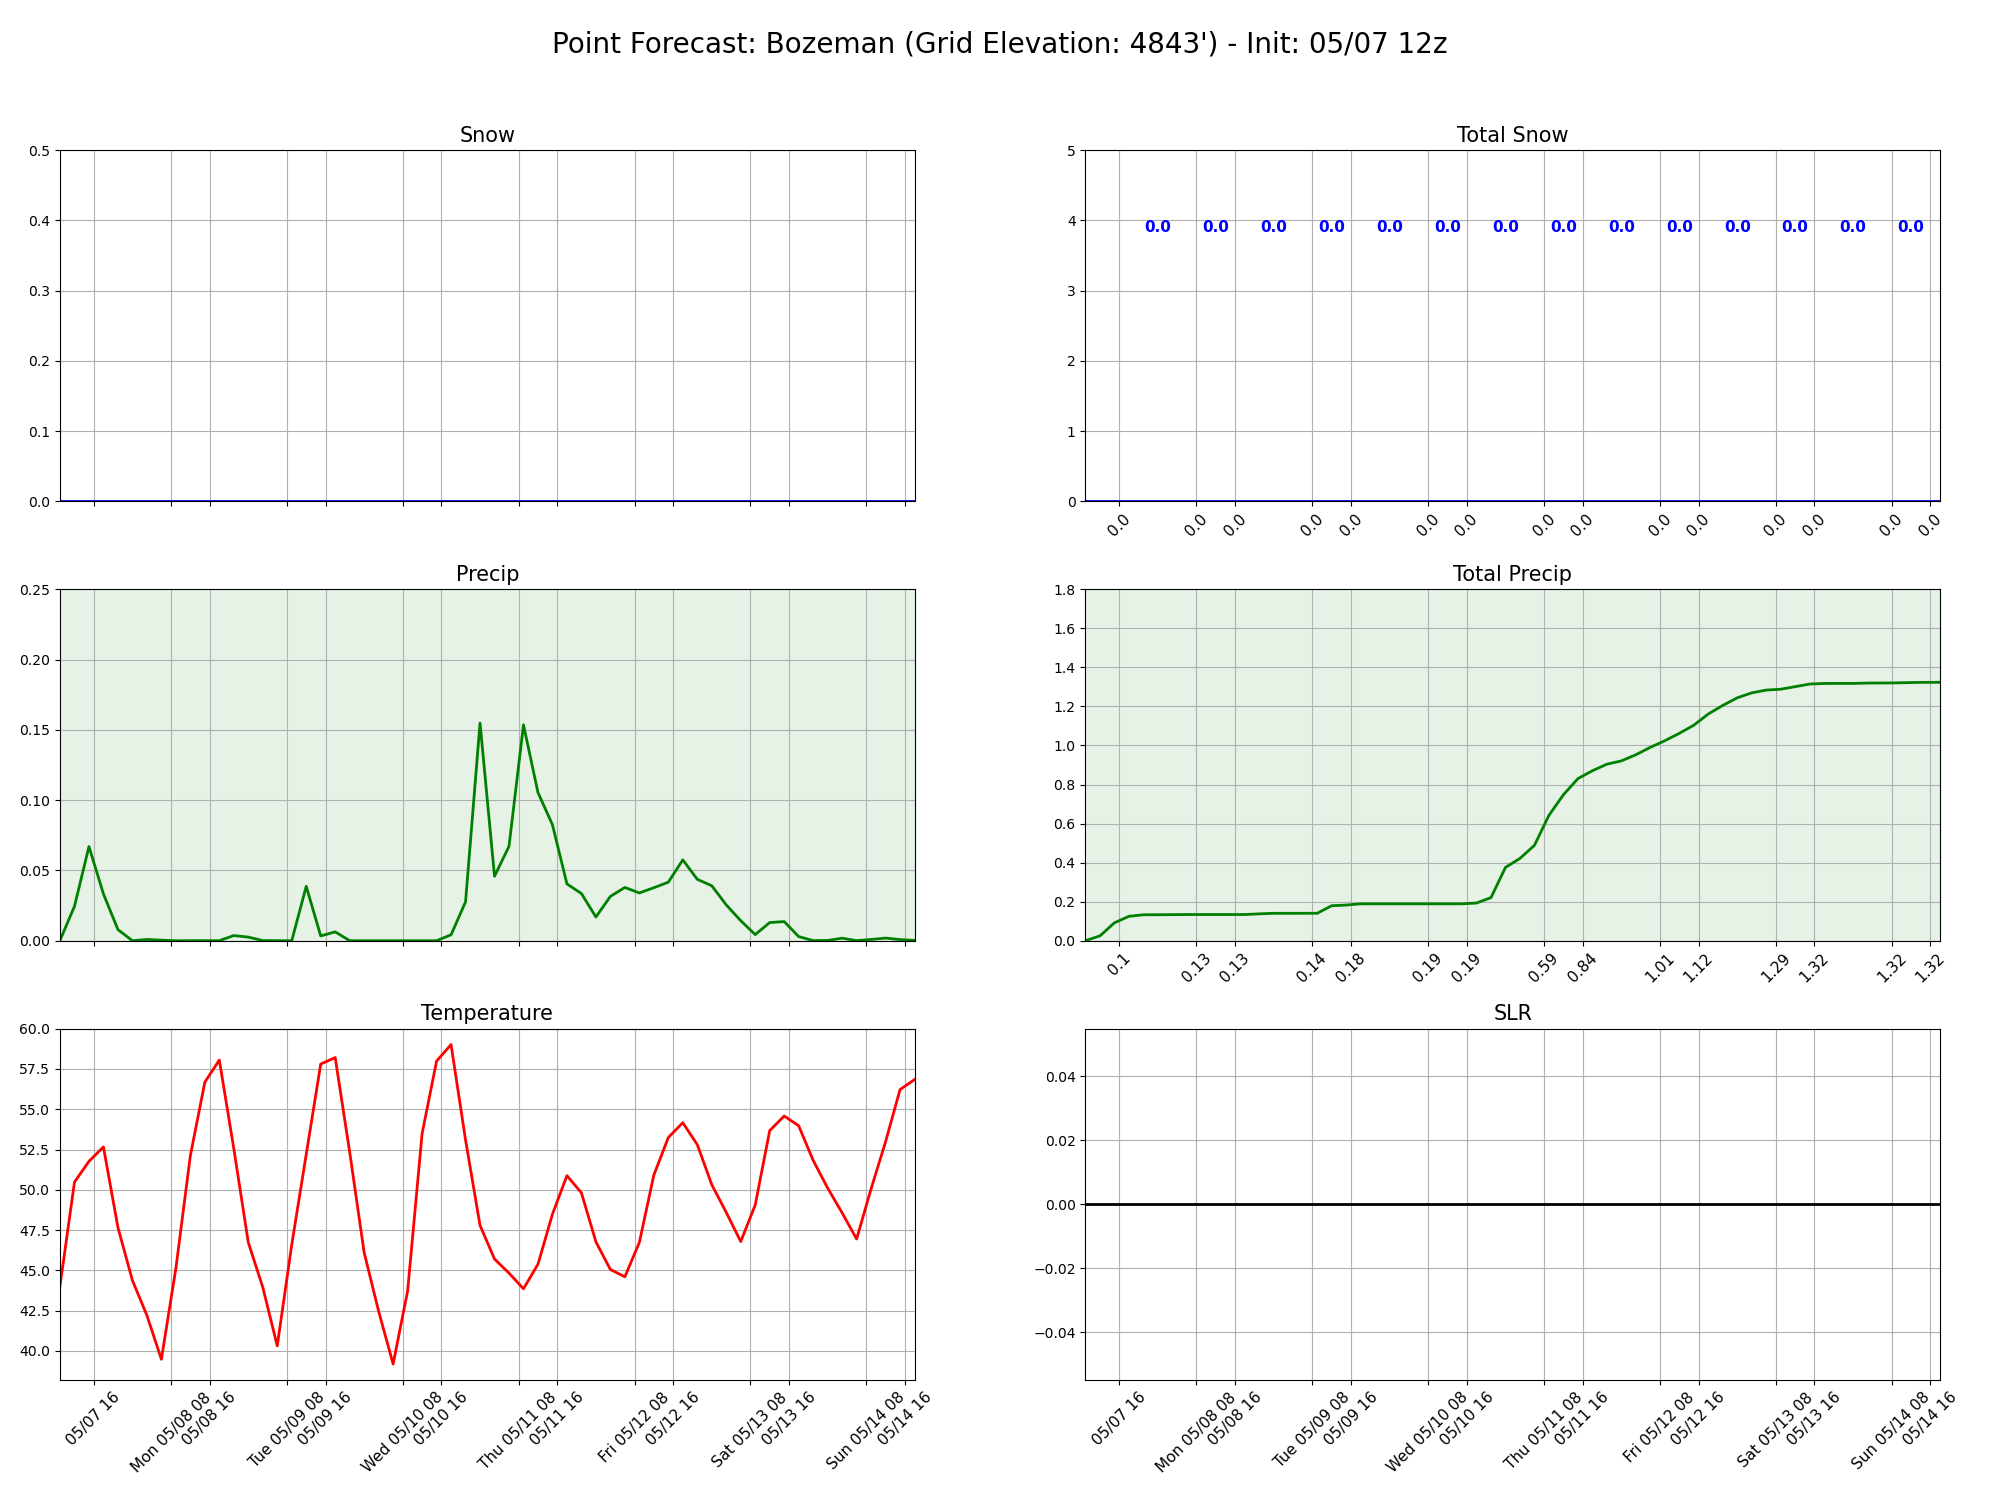 Point Forecast: Bozeman (Grid Elevation: 4843') - Init: 05/07 12z
Snow
0.5
0.4
0.3
0.2
0.1
0.0
Total Snow
5
4
3
2
1
0
0.0 0.0 0.0 0.0 0.0 0.0 0.0 0.0 0.0 0.0 0.0 0.0 0.0 0.0
0.0 0.0 0.0 0.0 0.0 0.0 0.0 0.0 0.0 0.0 0.0 0.0 0.0 0.0 0.0
Precip
0.25
0.20
0.15
0.10
0.05
0.00
Total Precip
1.8
1.6
1.4
1.2
1.0
0.8
0.6
0.4
0.2
0.0
0.1 0.13 0.13 0.14 0.18 0.19 0.19 0.59 0.84 1.01 1.12 1.29 1.32 1.32 1.32
Temperature
60.0
57.5
55.0
52.5
50.0
47.5
45.0
42.5
40.0
05/07 16
Mon 05/08 08
05/08 16
Tue 05/09 08
05/09 16
Wed 05/10 08
05/10 16
Thu 05/11 08
05/11 16
Fri 05/12 08
05/12 16
Sat 05/13 08
05/13 16
Sun 05/14 08
05/14 16
SLR
0.04
0.02
0.00
−0.02
−0.04
05/07 16
Mon 05/08 08
05/08 16
Tue 05/09 08
05/09 16
Wed 05/10 08
05/10 16
Thu 05/11 08
05/11 16
Fri 05/12 08
05/12 16
Sat 05/13 08
05/13 16
Sun 05/14 08
05/14 16